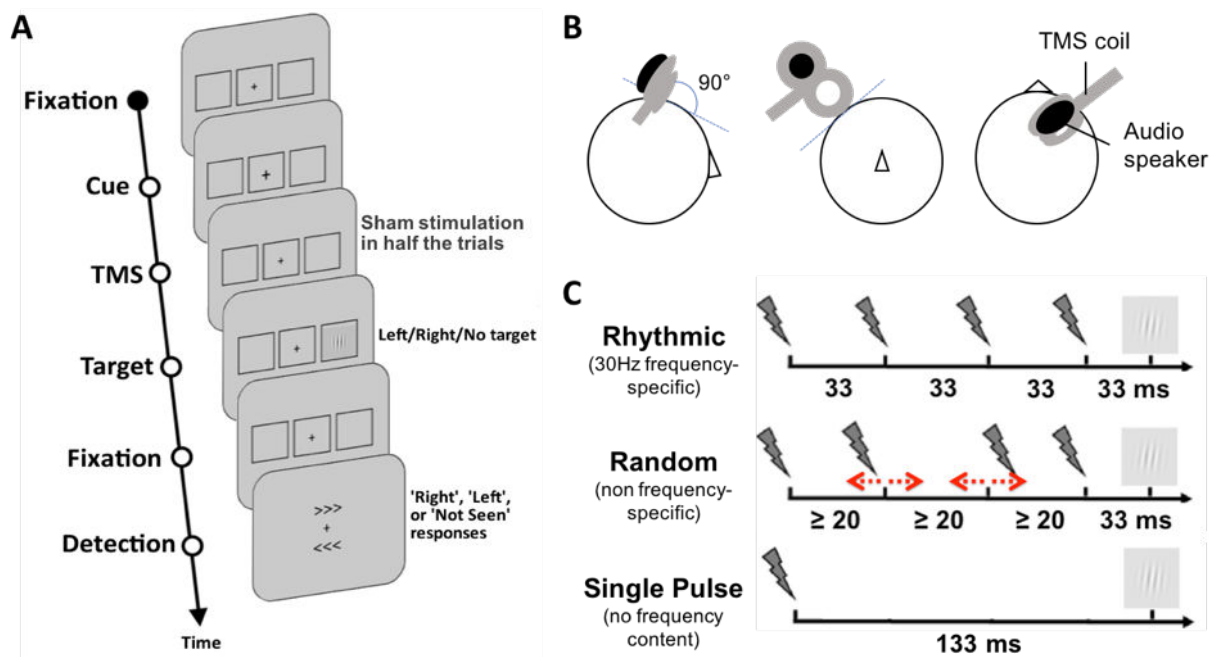 A
Fixation
Cue
TMS
Target
Fixation
Detection
Time
+
+
+
Sham stimulation
in half the trials
+
Left/Right/No target
+
>>>
+
<<<
'Right', 'Left',
or 'Not Seen'
responses
B
90°
TMS coil
Audio
speaker
C
Rhythmic
(30Hz frequency-
specific)
33 33 33 33 ms
Random
(non frequency-
specific)
≥ 20 ≥ 20 ≥ 20 33 ms
Single Pulse
(no frequency
content)
133 ms